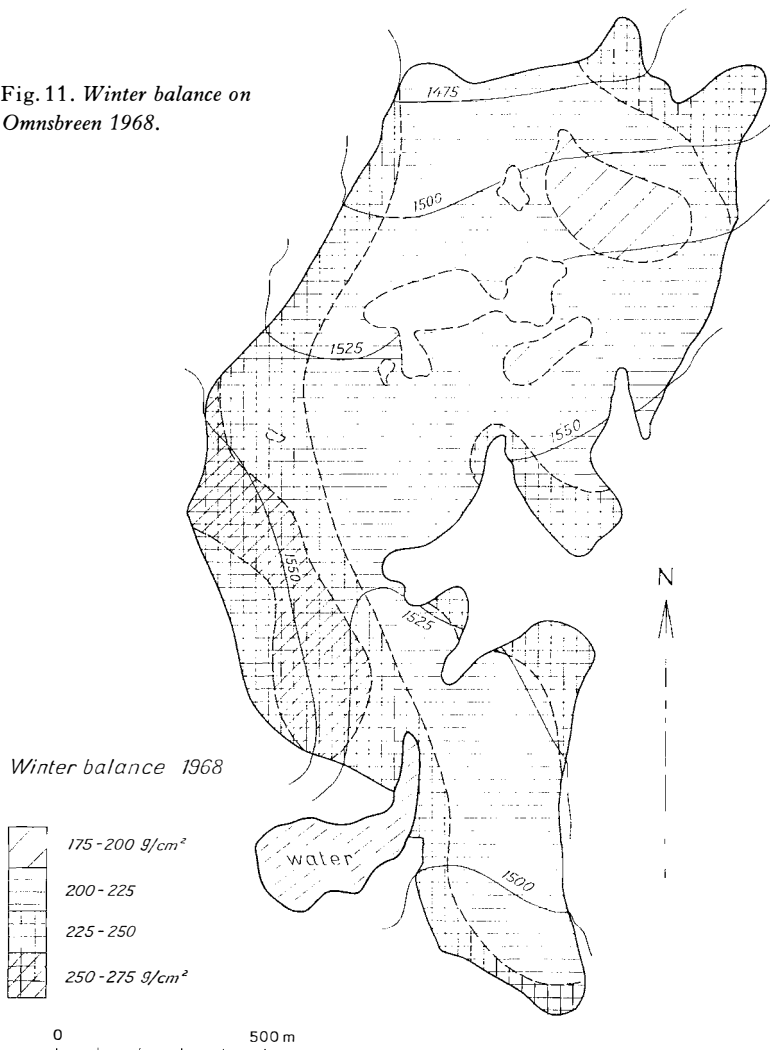 Fig. 11. Winter balance on
Omnsbreen 1968.
1475
1500
1525
1550
1550
1525
N
1500
water
Winter balance 1968
175-200 g/cm²
200-225
225-250
250-275 g/cm²
0 500 m